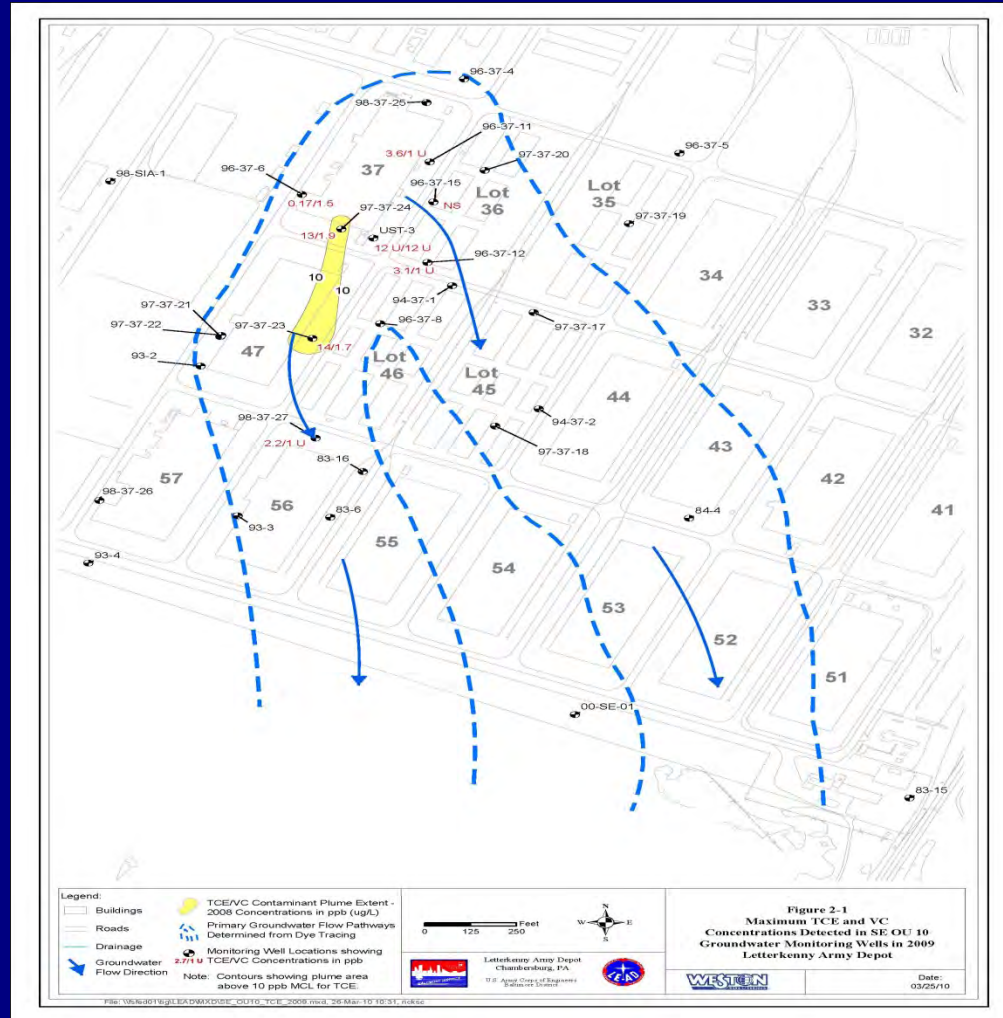 96-37-4
98-37-25
96-37-11
3.6/1 U
97-37-20
96-37-5
98-SIA-1
96-37-6
37
96-37-15
Lot
36
Lot
35
0.17/1.5
97-37-24
NS
97-37-19
13/1.9
UST-3
12 U/12 U
96-37-12
3.1/1 U
34
33
10
10
94-37-1
97-37-21
97-37-22
97-37-23
96-37-8
97-37-17
32
93-2
47
14/1.7
Lot
46
Lot
45
44
98-37-27
94-37-2
2.2/1 U
97-37-18
43
83-16
57
42
98-37-26
56
83-6
84-4
41
93-3
55
93-4
54
53
52
51
00-SE-01
83-15
Legend:
Buildings
Roads
Drainage
Groundwater
Flow Direction
TCE/VC Contaminant Plume Extent -
2008 Concentrations in ppb (ug/L)
Primary Groundwater Flow Pathways
Determined from Dye Tracing
Monitoring Well Locations showing
2.7/1 U TCE/VC Concentrations in ppb
Note: Contours showing plume area
above 10 ppb MCL for TCE.
Feet
0 125 250
N
W E
S
Letterkenny Army Depot
Chambersburg, PA
U.S. Army Corps of Engineers
Baltimore District
Figure 2-1
Maximum TCE and VC
Concentrations Detected in SE OU 10
Groundwater Monitoring Wells in 2009
Letterkenny Army Depot
WESTON
Date:
03/25/10